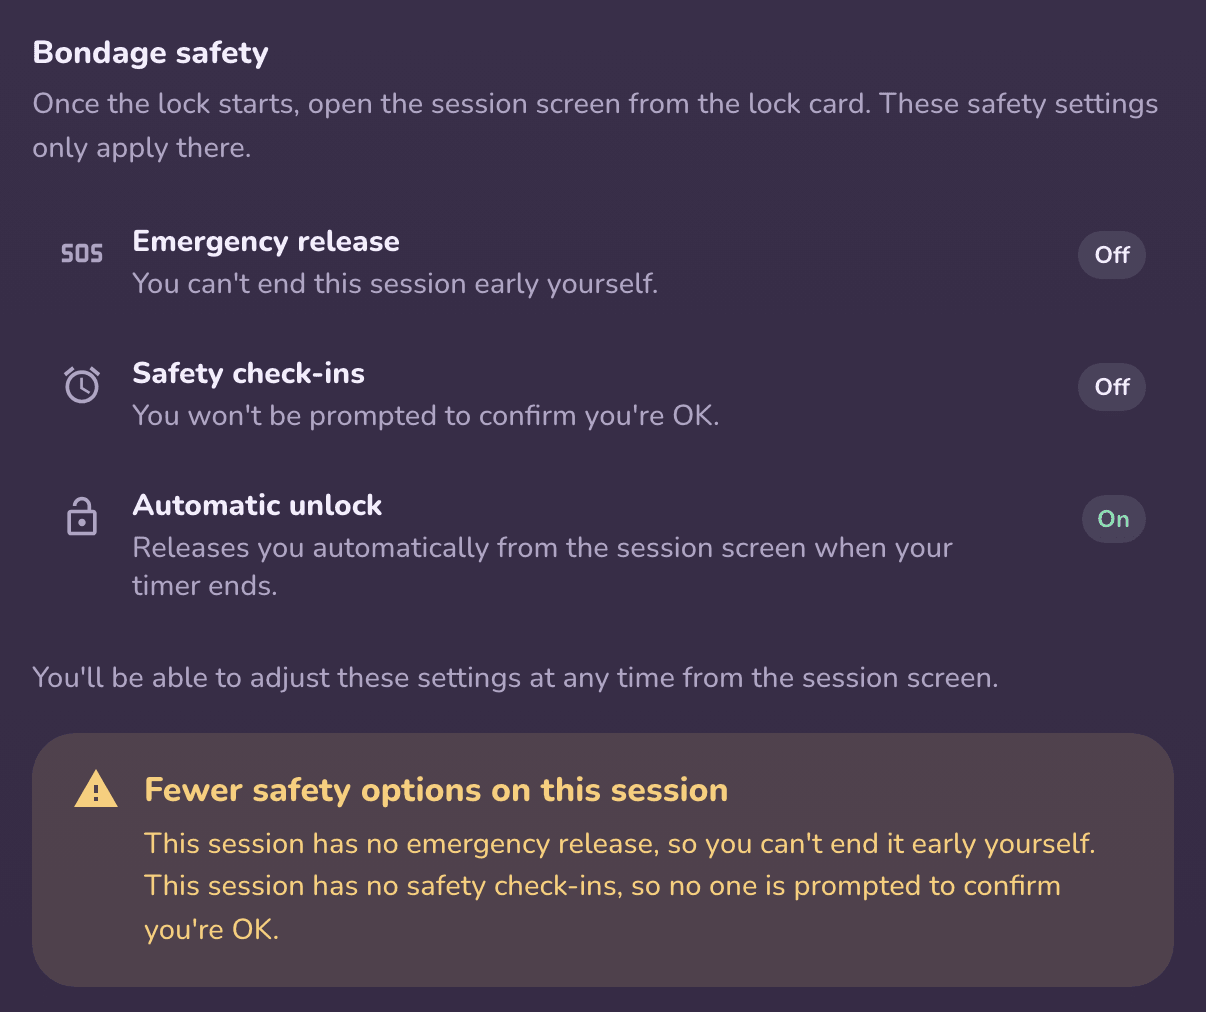 Bondage safety
Once the lock starts, open the session screen from the lock card. These safety settings
only apply there.
SOS
Emergency release
Off
You can't end this session early yourself.
Safety check-ins
Off
You won't be prompted to confirm you're OK.
Automatic unlock
On
Releases you automatically from the session screen when your
timer ends.
You'll be able to adjust these settings at any time from the session screen.
Fewer safety options on this session
This session has no emergency release, so you can't end it early yourself.
This session has no safety check-ins, so no one is prompted to confirm
you're OK.